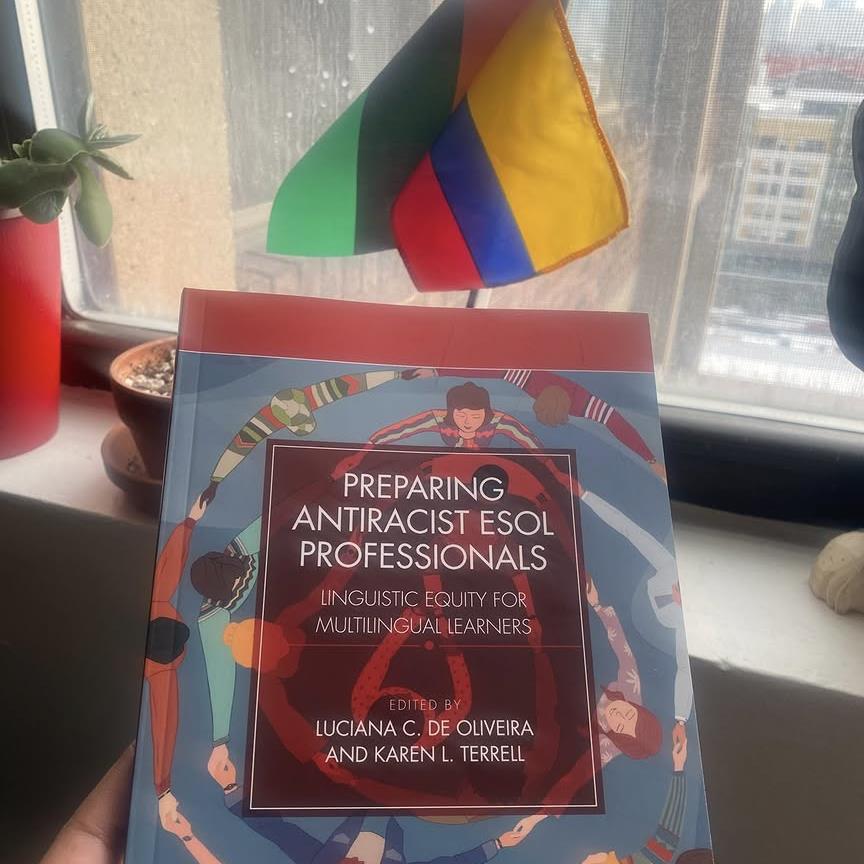 PREPARING
ANTIRACIST ESOL
PROFESSIONALS
LINGUISTIC EQUITY FOR
MULTILINGUAL LEARNERS
EDITED BY
LUCIANA C. DE OLIVEIRA
AND KAREN L. TERRELL